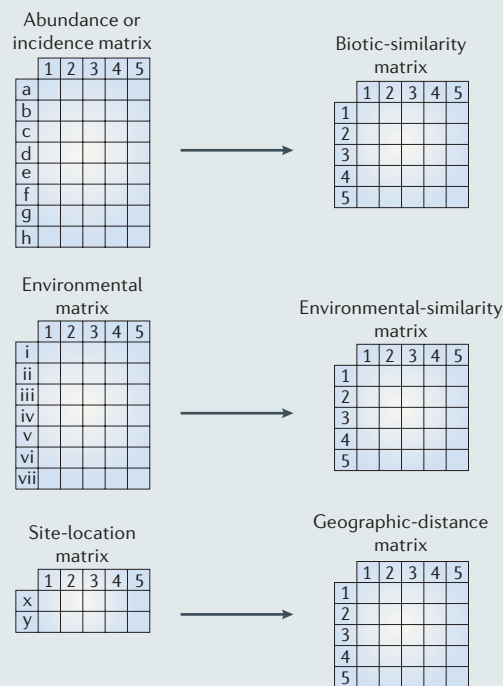 Abundance or
incidence matrix
1 2 3 4 5
a
b
c
d
e
f
g
h
Biotic-similarity
matrix
1 2 3 4 5
1
2
3
4
5
Environmental
matrix
1 2 3 4 5
i
ii
iii
iv
v
vi
vii
Environmental-similarity
matrix
1 2 3 4 5
1
2
3
4
5
Site-location
matrix
1 2 3 4 5
x
y
Geographic-distance
matrix
1 2 3 4 5
1
2
3
4
5